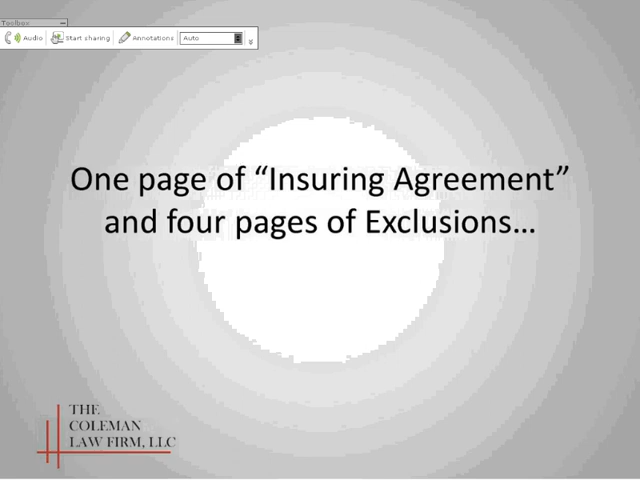 Toolbox
Audio
Start sharing
Annotations
Auto
One page of “Insuring Agreement”
and four pages of Exclusions…
THE
COLEMAN
LAW FIRM, LLC